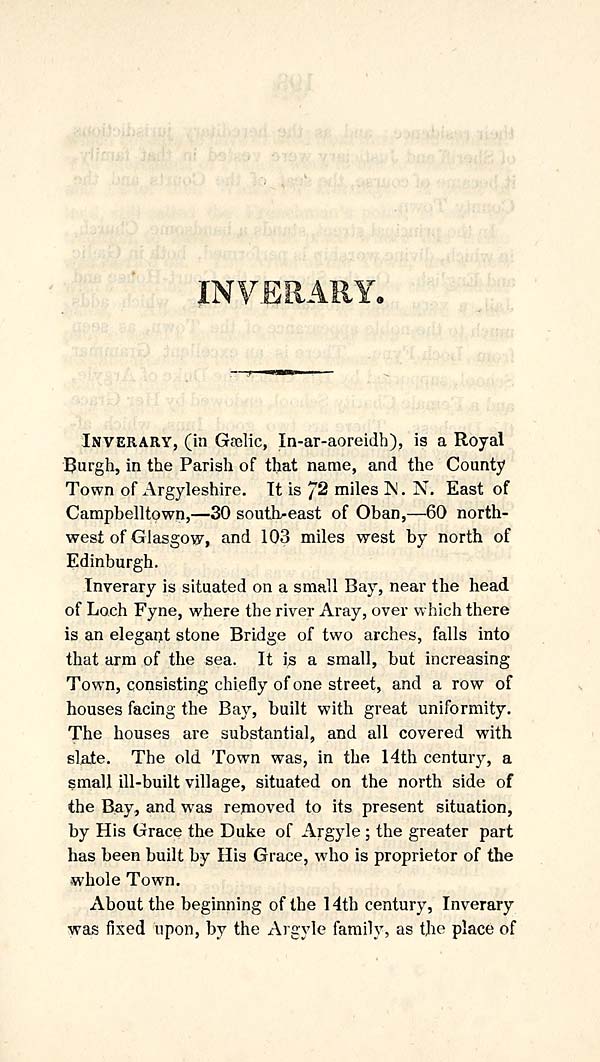 INVERARY.
INVERARY, (in Gælic, In-ar-aoreidh), is a Royal
Burgh, in the Parish of that name, and the County
Town of Argyleshire. It is 72 miles N. N. East of
Campbelltown,—30 south-east of Oban,—60 north-
west of Glasgow, and 103 miles west by north of
Edinburgh.
Inverary is situated on a small Bay, near the head
of Loch Fyne, where the river Aray, over which there
is an elegant stone Bridge of two arches, falls into
that arm of the sea. It is a small, but increasing
Town, consisting chiefly of one street, and a row of
houses facing the Bay, built with great uniformity.
The houses are substantial, and all covered with
slate. The old Town was, in the 14th century, a
small ill-built village, situated on the north side of
the Bay, and was removed to its present situation,
by His Grace the Duke of Argyle; the greater part
has been built by His Grace, who is proprietor of the
whole Town.
About the beginning of the 14th century, Inverary
was fixed upon, by the Argyle family, as the place of